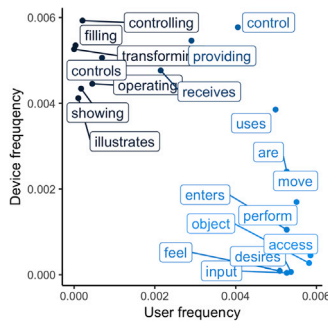 0.006
controlling
control
filling
transformin
providing
controls
operating
receives
0.004
showing
uses
illustrates
are
move
enters
0.002
perform
object
access
feel
desires
input
0.000
0.000
0.002
0.004
0.006
Device frequqency
User frequency